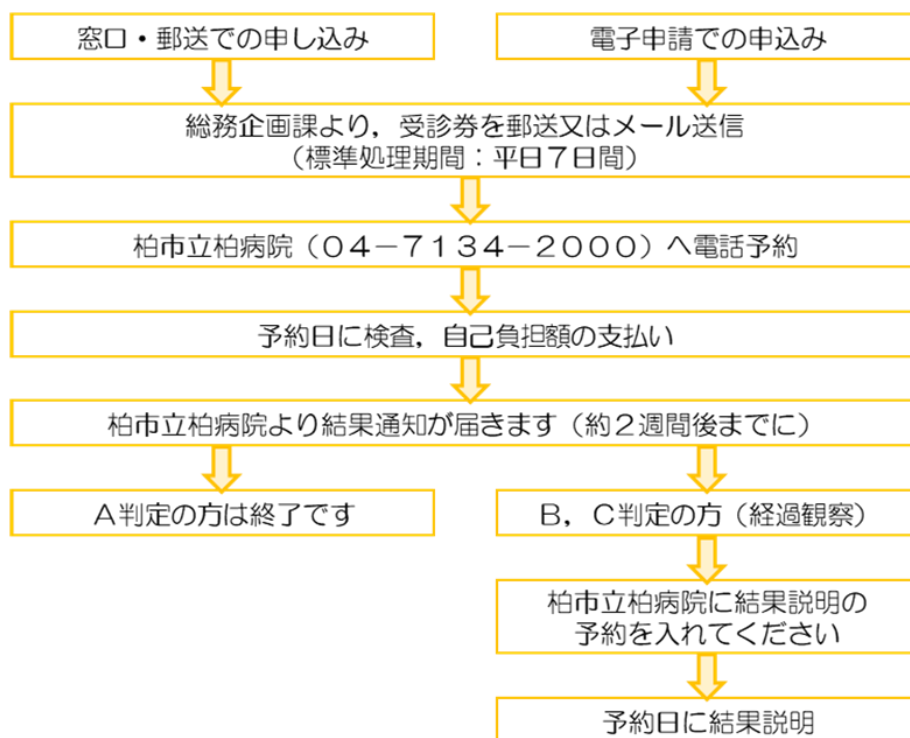 窓口・郵送での申し込み
電子申請での申込み
総務企画課より，受診券を郵送又はメール送信
（標準処理期間：平日７日間）
柏市立柏病院（０４－７１３４－２０００）へ電話予約
予約日に検査，自己負担額の支払い
柏市立柏病院より結果通知が届きます（約２週間後までに）
Ａ判定の方は終了です
Ｂ，Ｃ判定の方（経過観察）
柏市立柏病院に結果説明の
予約を入れてください
予約日に結果説明